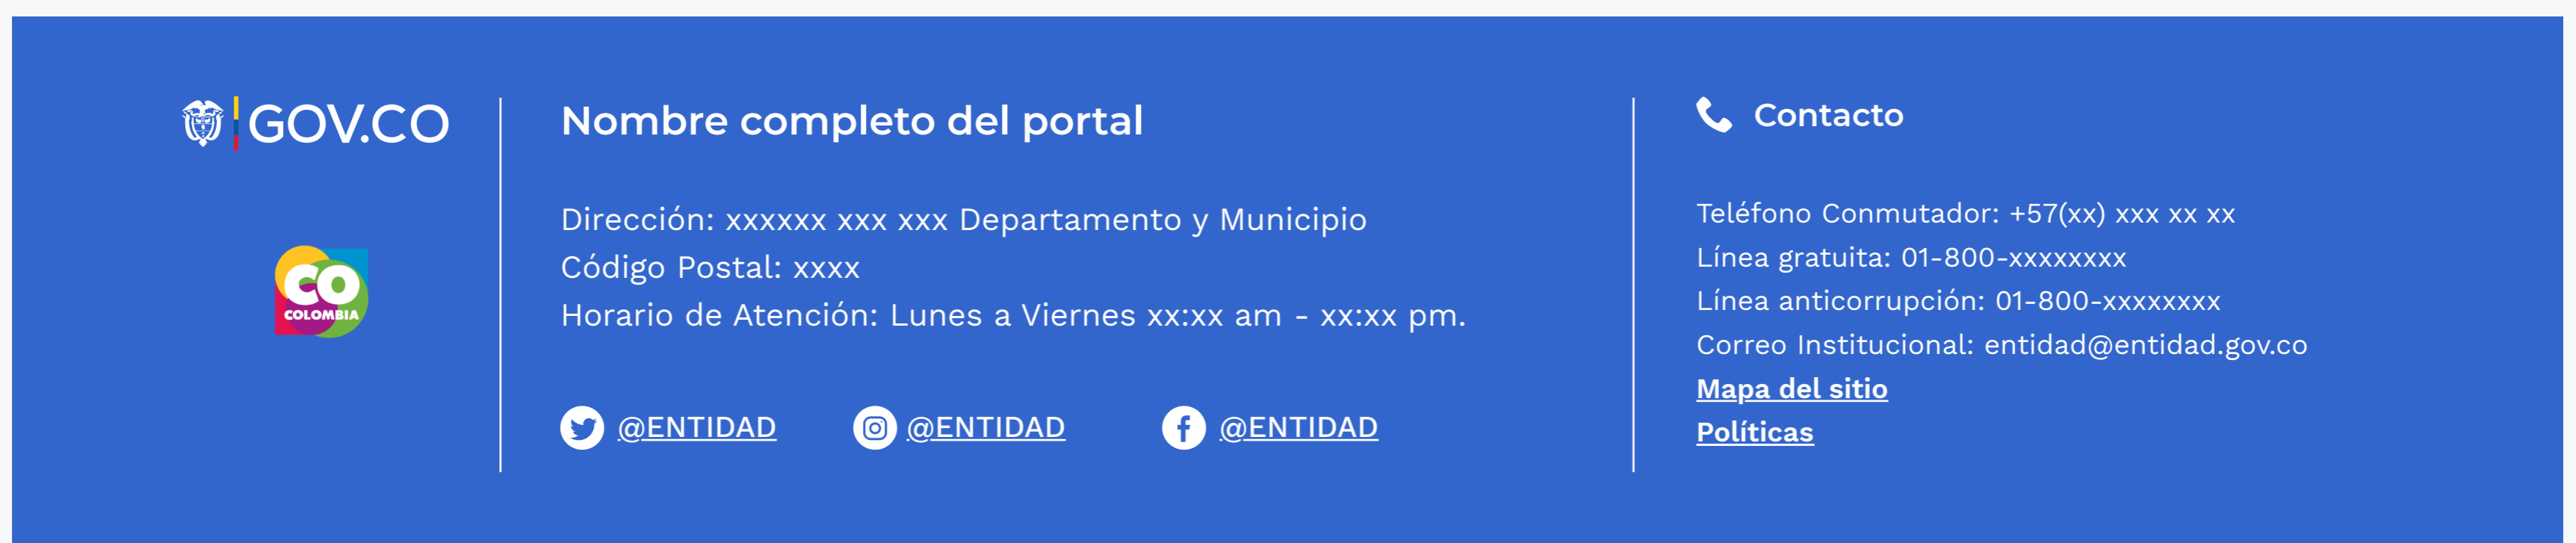 GOV.CO
CO
COLOMBIA
Nombre completo del portal
Dirección: xxxxxx xxx xxx Departamento y Municipio
Código Postal: xxxx
Horario de Atención: Lunes a Viernes xx:xx am - xx:xx pm.
@ENTIDAD @ENTIDAD @ENTIDAD
Contacto
Teléfono Conmutador: +57(xx) xxx xx xx
Línea gratuita: 01-800-xxxxxxxx
Línea anticorrupción: 01-800-xxxxxxxx
Correo Institucional: entidad@entidad.gov.co
Mapa del sitio
Políticas